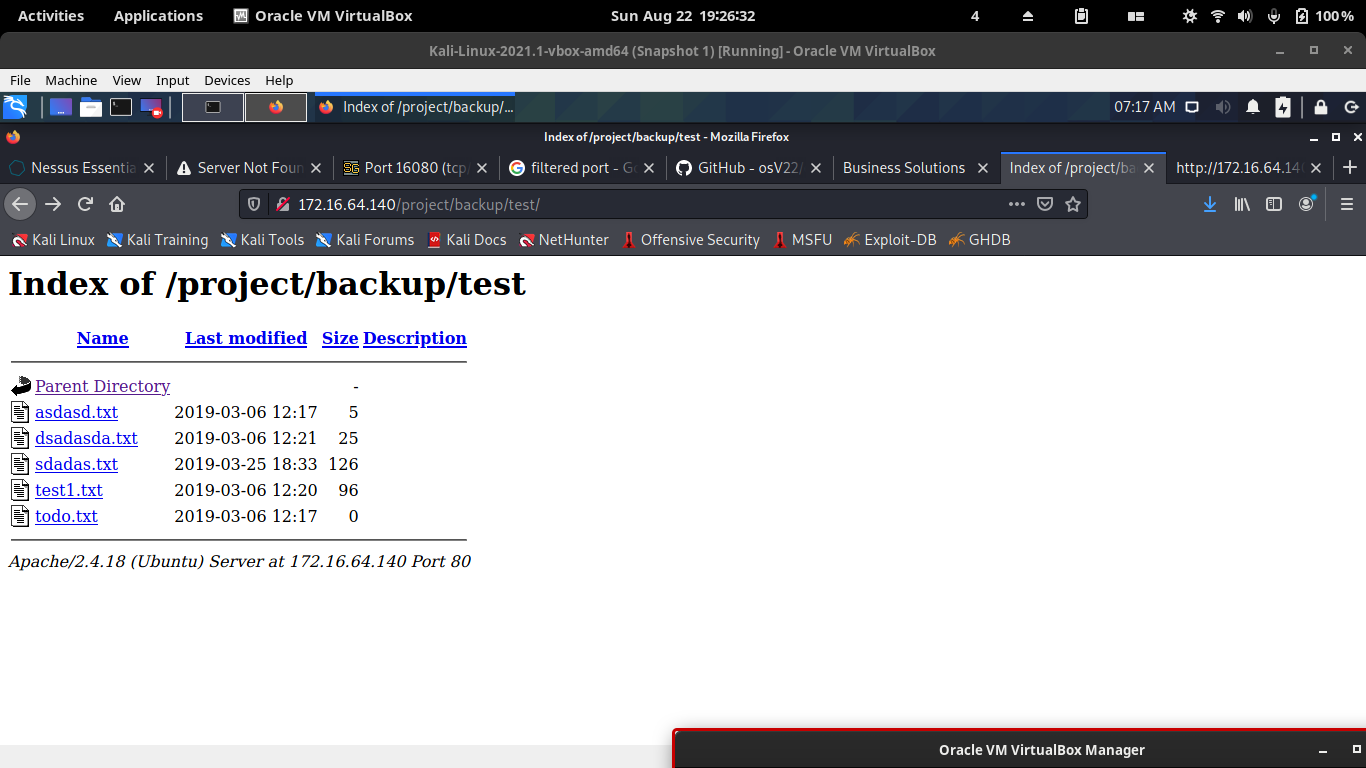 Activities Applications Oracle VM VirtualBox Sun Aug 22 19:26:32 4 100%
Kali-Linux-2021.1-vbox-amd64 (Snapshot 1) [Running] - Oracle VM VirtualBox
File Machine View Input Devices Help
Index of /project/backup/... 07:17 AM
Index of /project/backup/test - Mozilla Firefox
Nessus Essentia Server Not Foun Port 16080 (tcp/ filtered port - Go GitHub - osV22/ Business Solutions Index of /project/ba http://172.16.64.140
172.16.64.140/project/backup/test/
Kali Linux Kali Training Kali Tools Kali Forums Kali Docs NetHunter Offensive Security MSFU Exploit-DB GHDB
Index of /project/backup/test
Name Last modified Size Description
Parent Directory -
asdasd.txt 2019-03-06 12:17 5
dsadasda.txt 2019-03-06 12:21 25
sdadas.txt 2019-03-25 18:33 126
test1.txt 2019-03-06 12:20 96
todo.txt 2019-03-06 12:17 0
Apache/2.4.18 (Ubuntu) Server at 172.16.64.140 Port 80
Oracle VM VirtualBox Manager